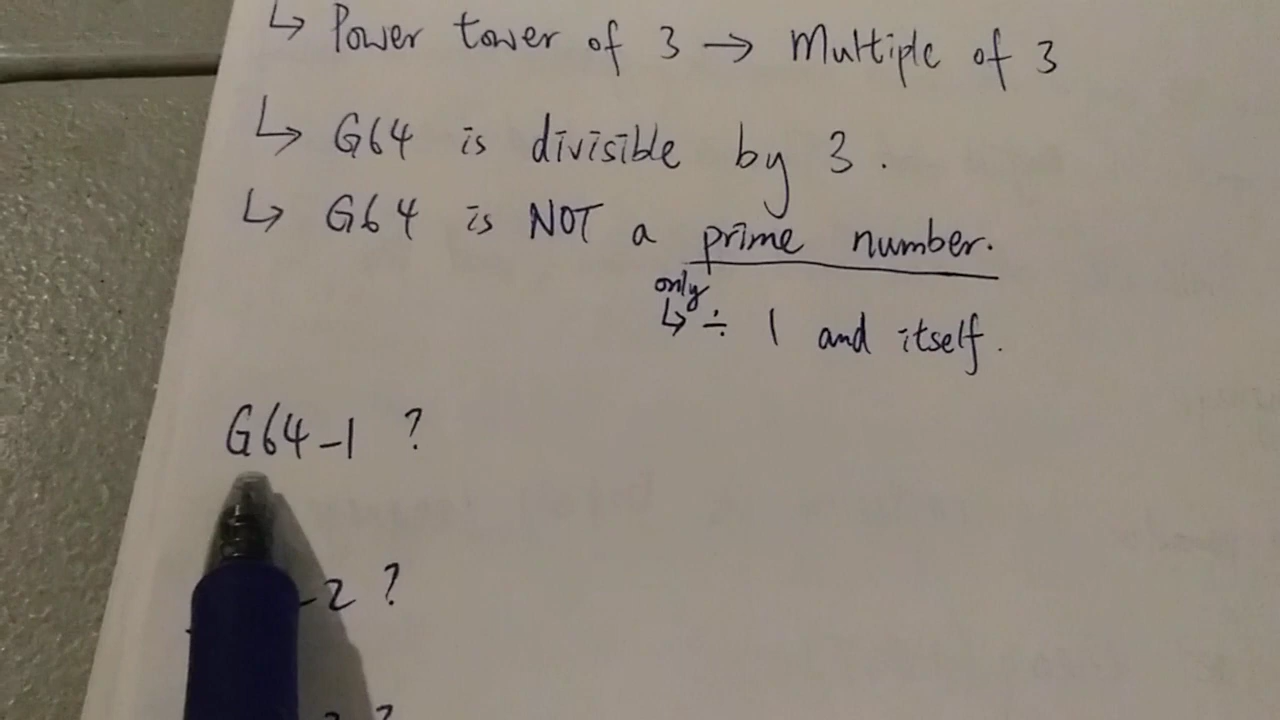 ↳ Power tower of 3 → Multiple of 3
↳ G64 is divisible by 3.
↳ G64 is NOT a prime number.
only
↳ ÷ 1 and itself.
G64-1 ?
-2 ?